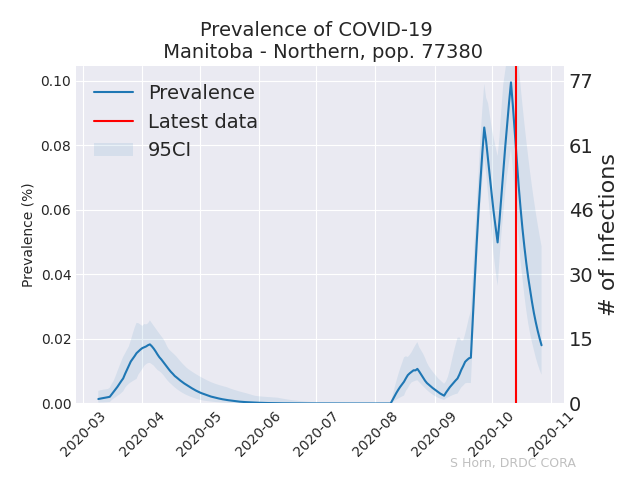 Prevalence of COVID-19
Manitoba - Northern, pop. 77380
Prevalence
Latest data
95CI
Prevalence (%)
0.10
0.08
0.06
0.04
0.02
0.00
77
61
46
30
15
0
# of infections
2020-03
2020-04
2020-05
2020-06
2020-07
2020-08
2020-09
2020-10
2020-11
S Horn, DRDC CORA